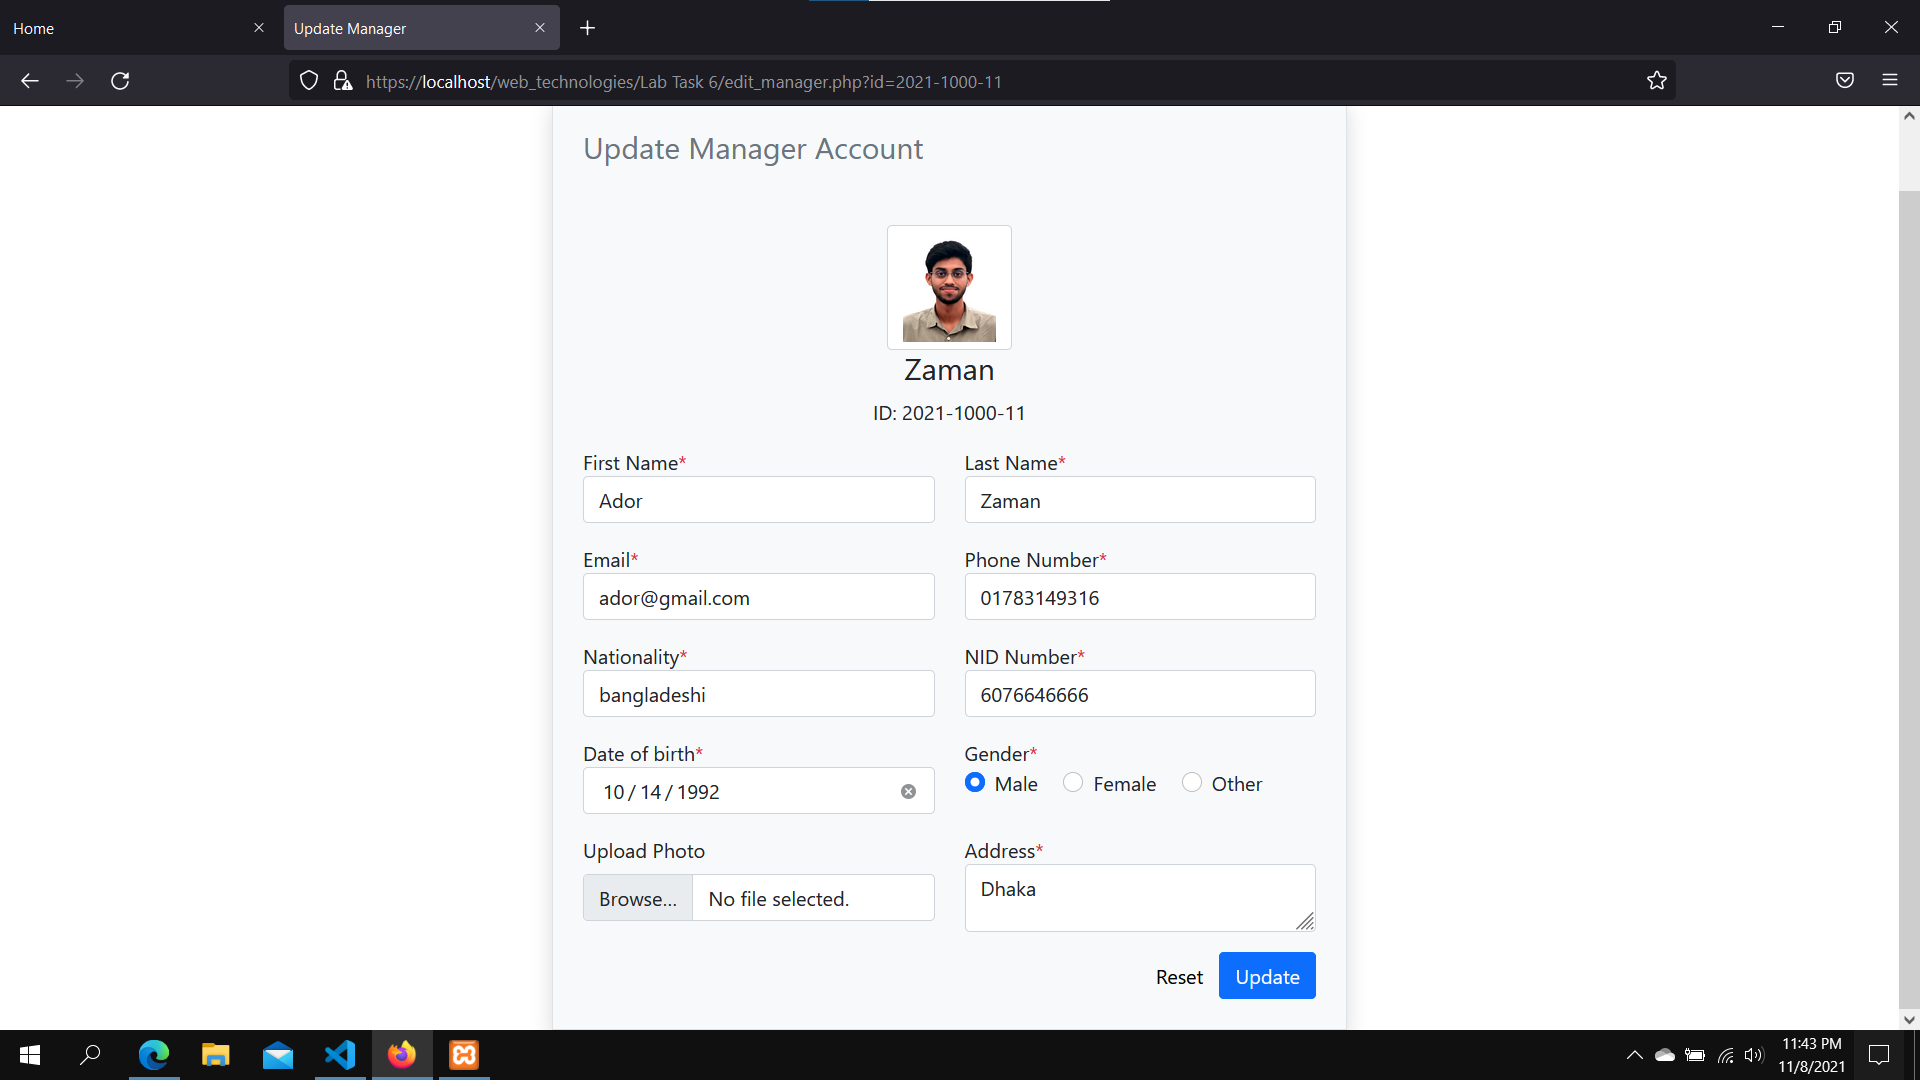 Home
Update Manager
https://localhost/web_technologies/Lab Task 6/edit_manager.php?id=2021-1000-11
Update Manager Account
Zaman
ID: 2021-1000-11
First Name*
Last Name*
Ador
Zaman
Email*
Phone Number*
ador@gmail.com
01783149316
Nationality*
NID Number*
bangladeshi
6076646666
Date of birth*
Gender*
10 / 14 / 1992
Male
Female
Other
Upload Photo
Address*
Browse...
No file selected.
Dhaka
Reset
Update
11:43 PM
11/8/2021